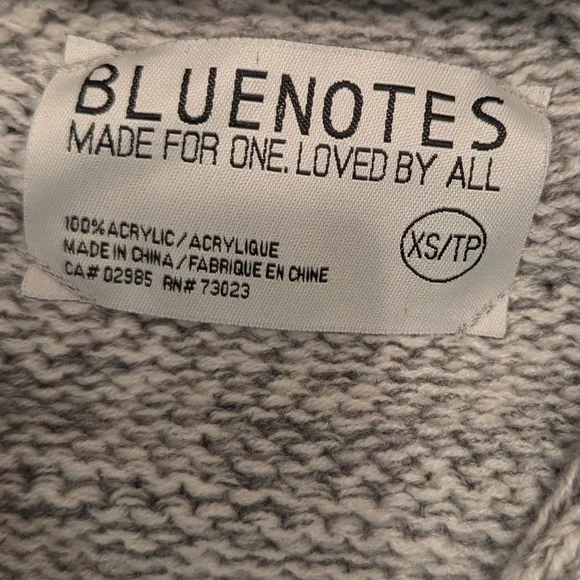 BLUENOTES
MADE FOR ONE. LOVED BY ALL
100% ACRYLIC / ACRYLIQUE
MADE IN CHINA / FABRIQUE EN CHINE
CA# 02985 RN# 73023
XS/TP